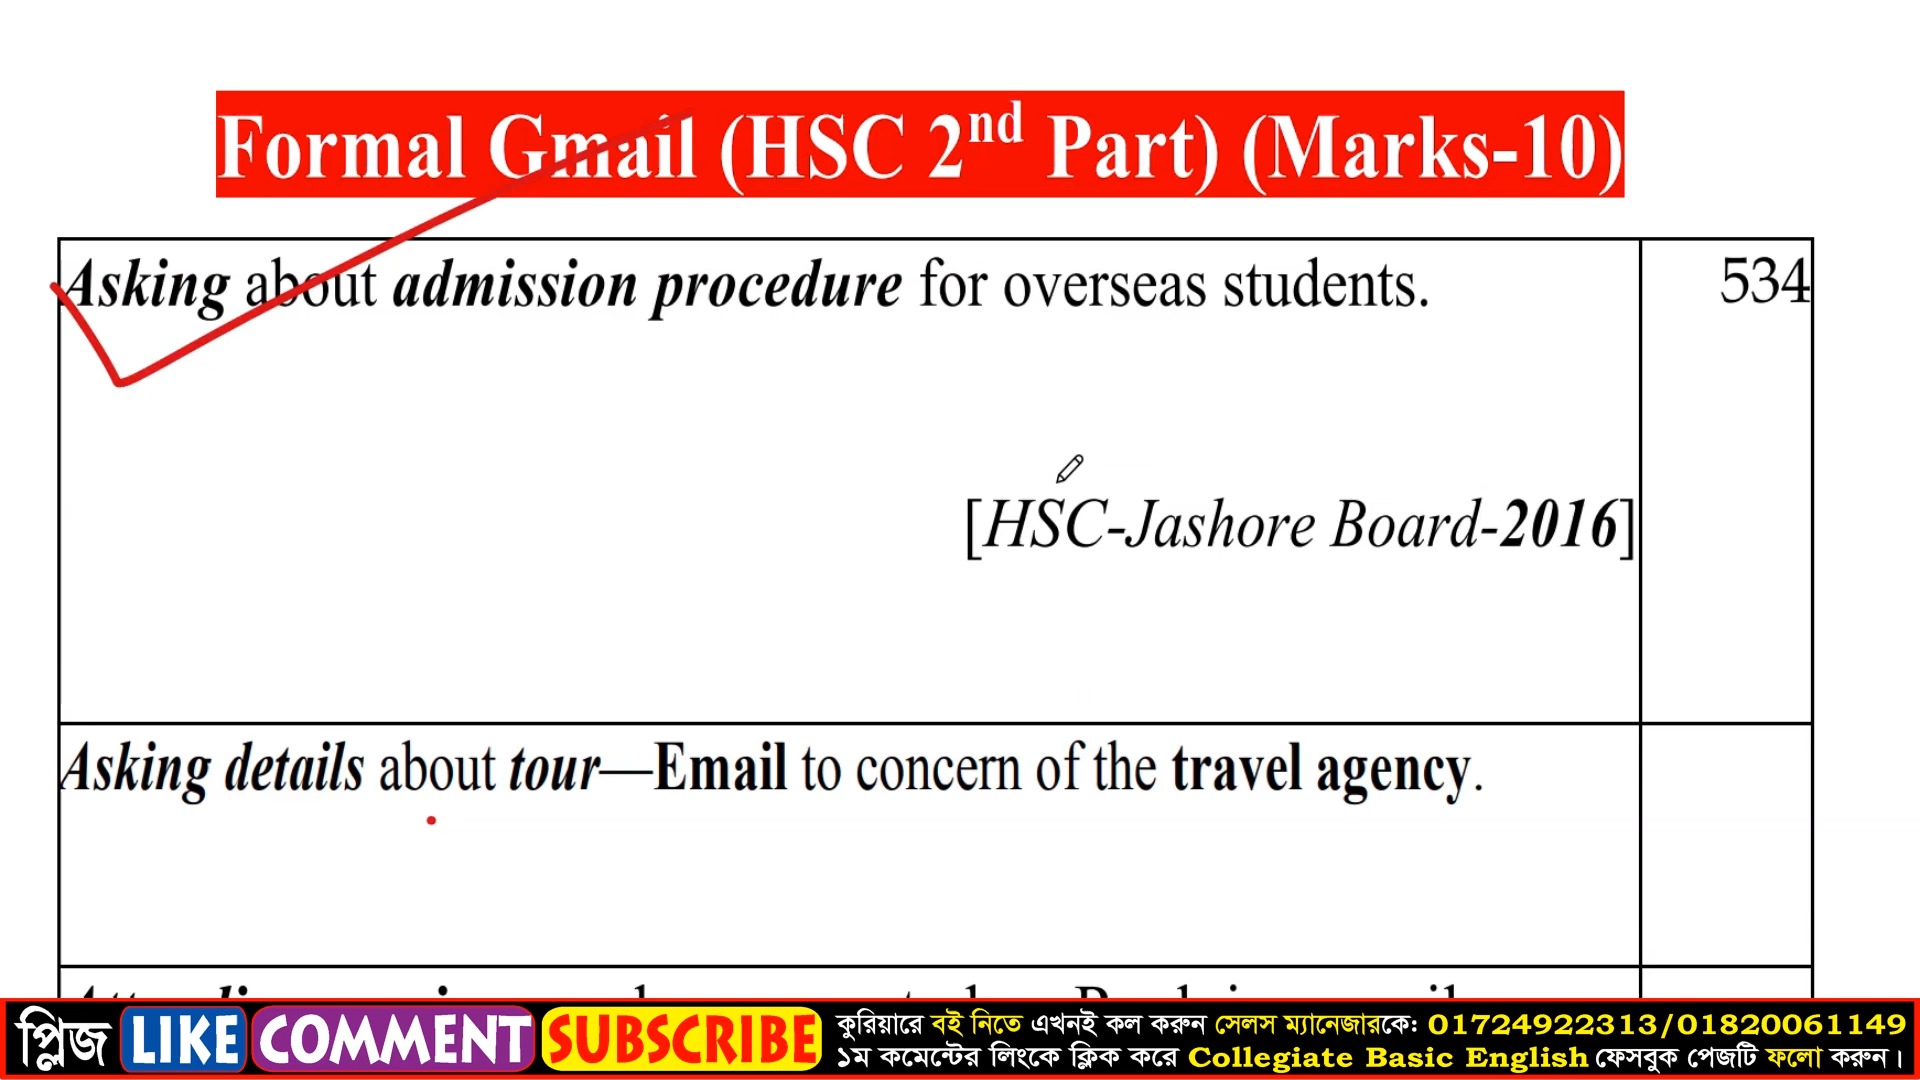 Formal Gmail (HSC 2nd Part) (Marks-10)
Asking about admission procedure for overseas students.
534
[HSC-Jashore Board-2016]
Asking details about tour—Email to concern of the travel agency.
প্লিজ LIKE COMMENT SUBSCRIBE
কুরিয়ারে বই নিতে এখনই কল করুন সেলস ম্যানেজারকে: 01724922313/01820061149
১ম কমেন্টের লিংকে ক্লিক করে Collegiate Basic English ফেসবুক পেজটি ফলো করুন।